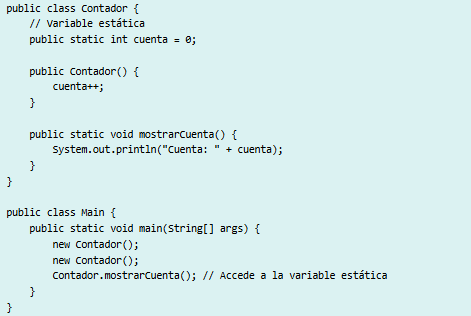 public class Contador {
    // Variable estática
    public static int cuenta = 0;

    public Contador() {
        cuenta++;
    }

    public static void mostrarCuenta() {
        System.out.println("Cuenta: " + cuenta);
    }
}

public class Main {
    public static void main(String[] args) {
        new Contador();
        new Contador();
        Contador.mostrarCuenta(); // Accede a la variable estática
    }
}